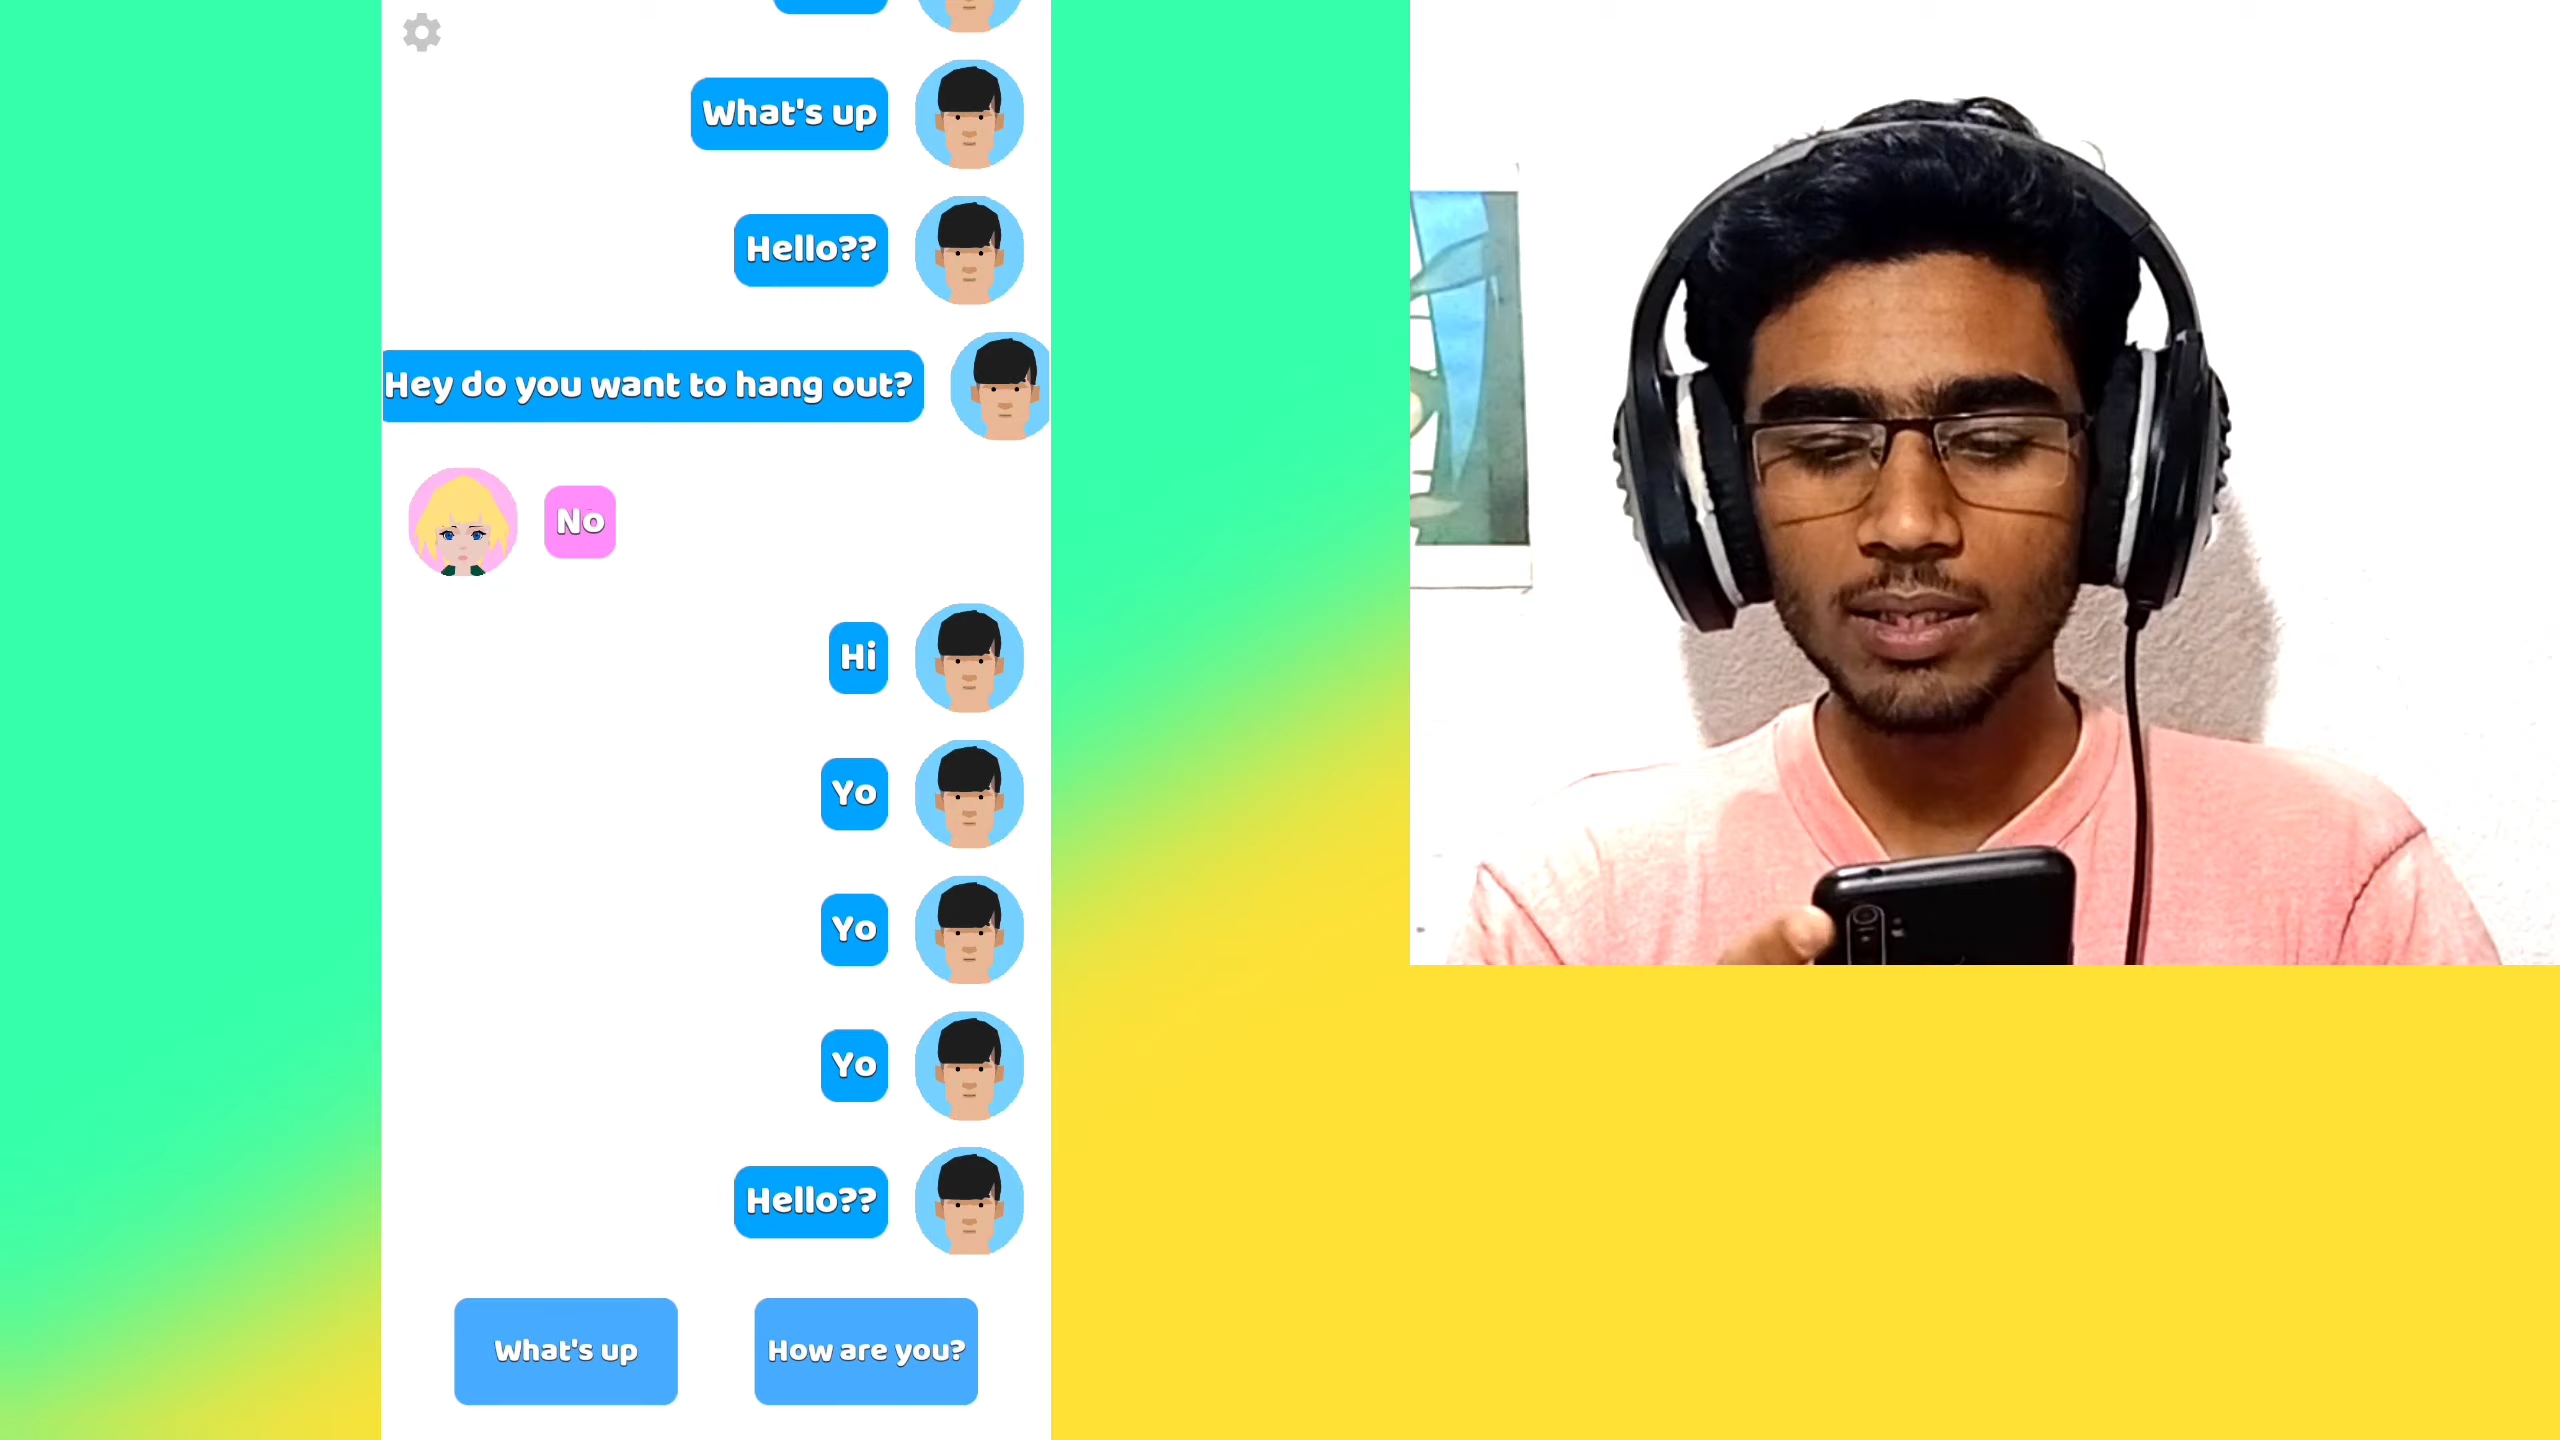 What's up
Hello??
Hey do you want to hang out?
No
Hi
Yo
Yo
Yo
Hello??
What's up
How are you?